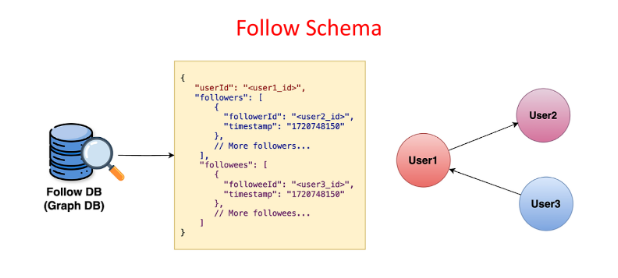 Follow Schema
{
"userId": "<user1_id>",
"followers": [
{
"followerId": "<user2_id>",
"timestamp": "1720748150"
},
// More followers...
],
"followees": [
{
"followeeId": "<user3_id>",
"timestamp": "1720748150"
},
// More followees...
]
}
Follow DB
(Graph DB)
User1
User2
User3